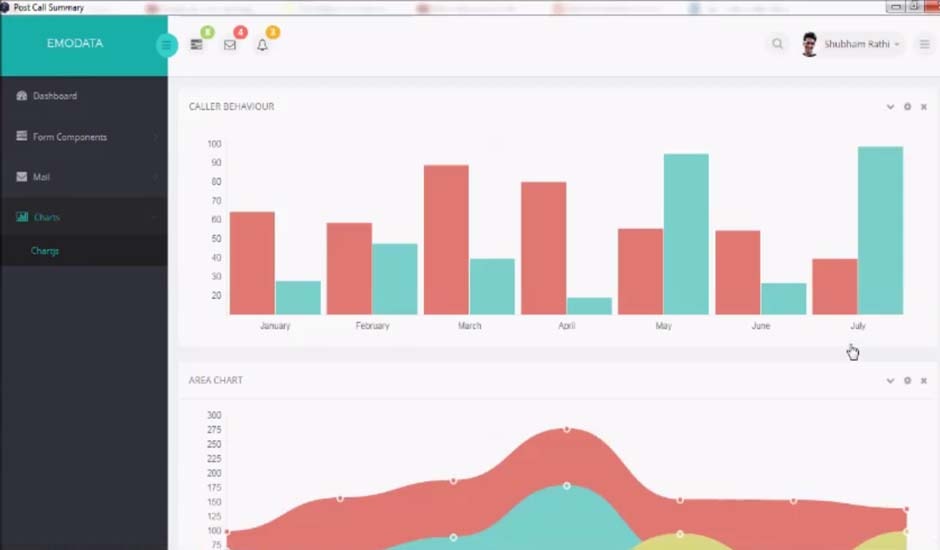 Post Call Summary
EMODATA
8
4
3
Shubham Rathi
Dashboard
Form Components
Mail
Charts
Chartjs
CALLER BEHAVIOUR
100
90
80
70
60
50
40
30
20
January February March April May June July
AREA CHART
300
275
250
225
200
175
150
125
100
75